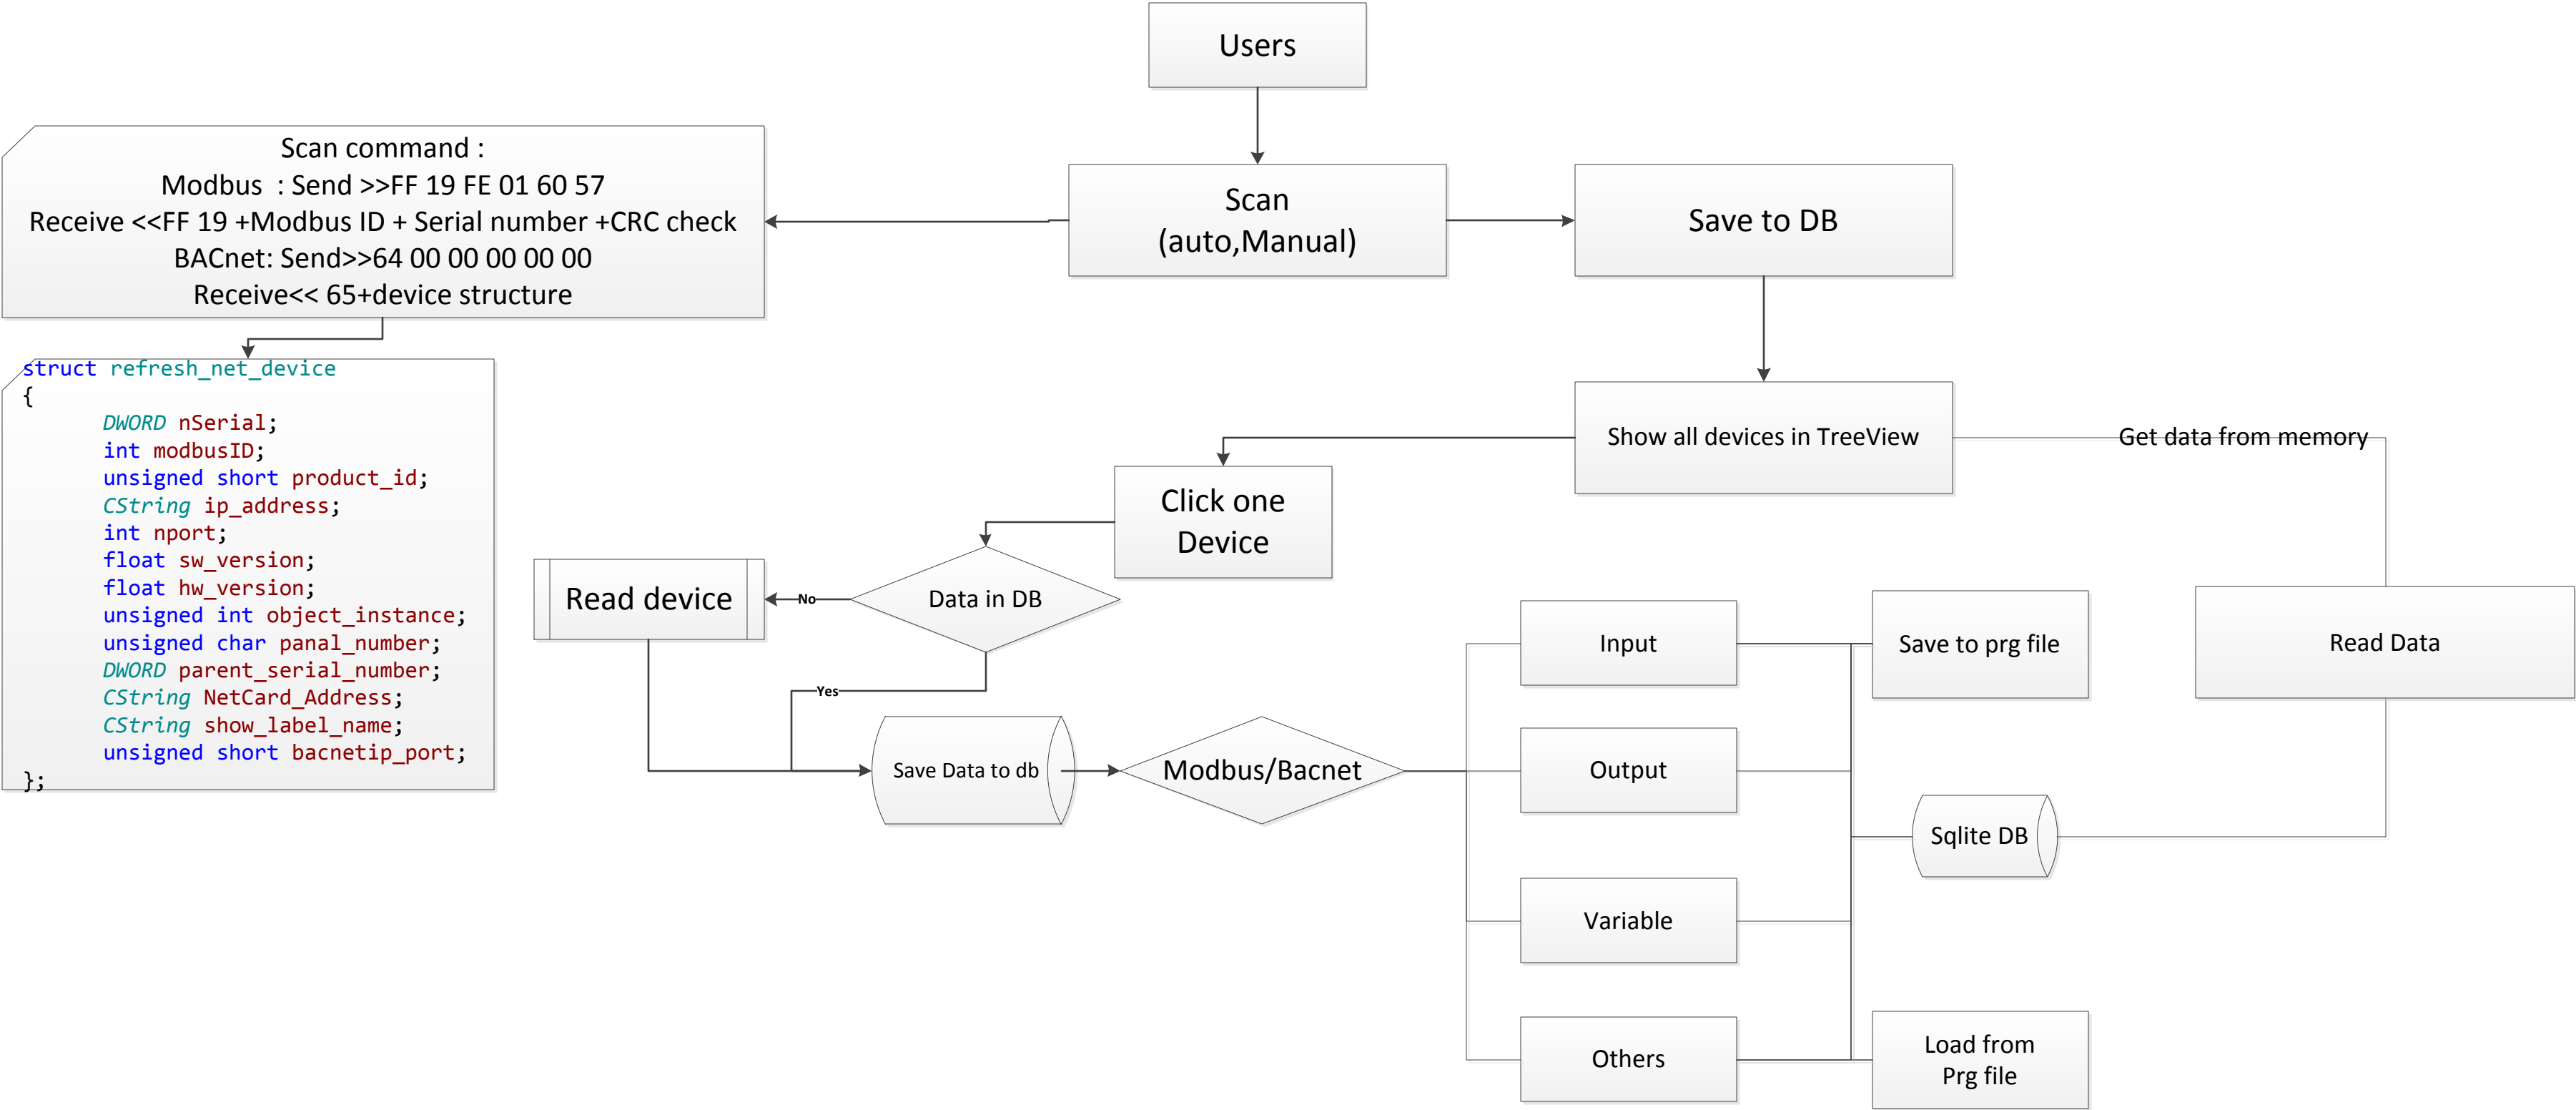 Users
Scan command :
Modbus  : Send >>FF 19 FE 01 60 57
Receive <<FF 19 +Modbus ID + Serial number +CRC check
BACnet: Send>>64 00 00 00 00 00
Receive<< 65+device structure
Scan
(auto,Manual)
Save to DB
struct refresh_net_device
{
DWORD nSerial;
int modbusID;
unsigned short product_id;
CString ip_address;
int nport;
float sw_version;
float hw_version;
unsigned int object_instance;
unsigned char panal_number;
DWORD parent_serial_number;
CString NetCard_Address;
CString show_label_name;
unsigned short bacnetip_port;
};
Show all devices in TreeView
Get data from memory
Click one
Device
Read device
No
Data in DB
Yes
Save Data to db
Modbus/Bacnet
Input
Output
Variable
Others
Save to prg file
Read Data
Sqlite DB
Load from
Prg file